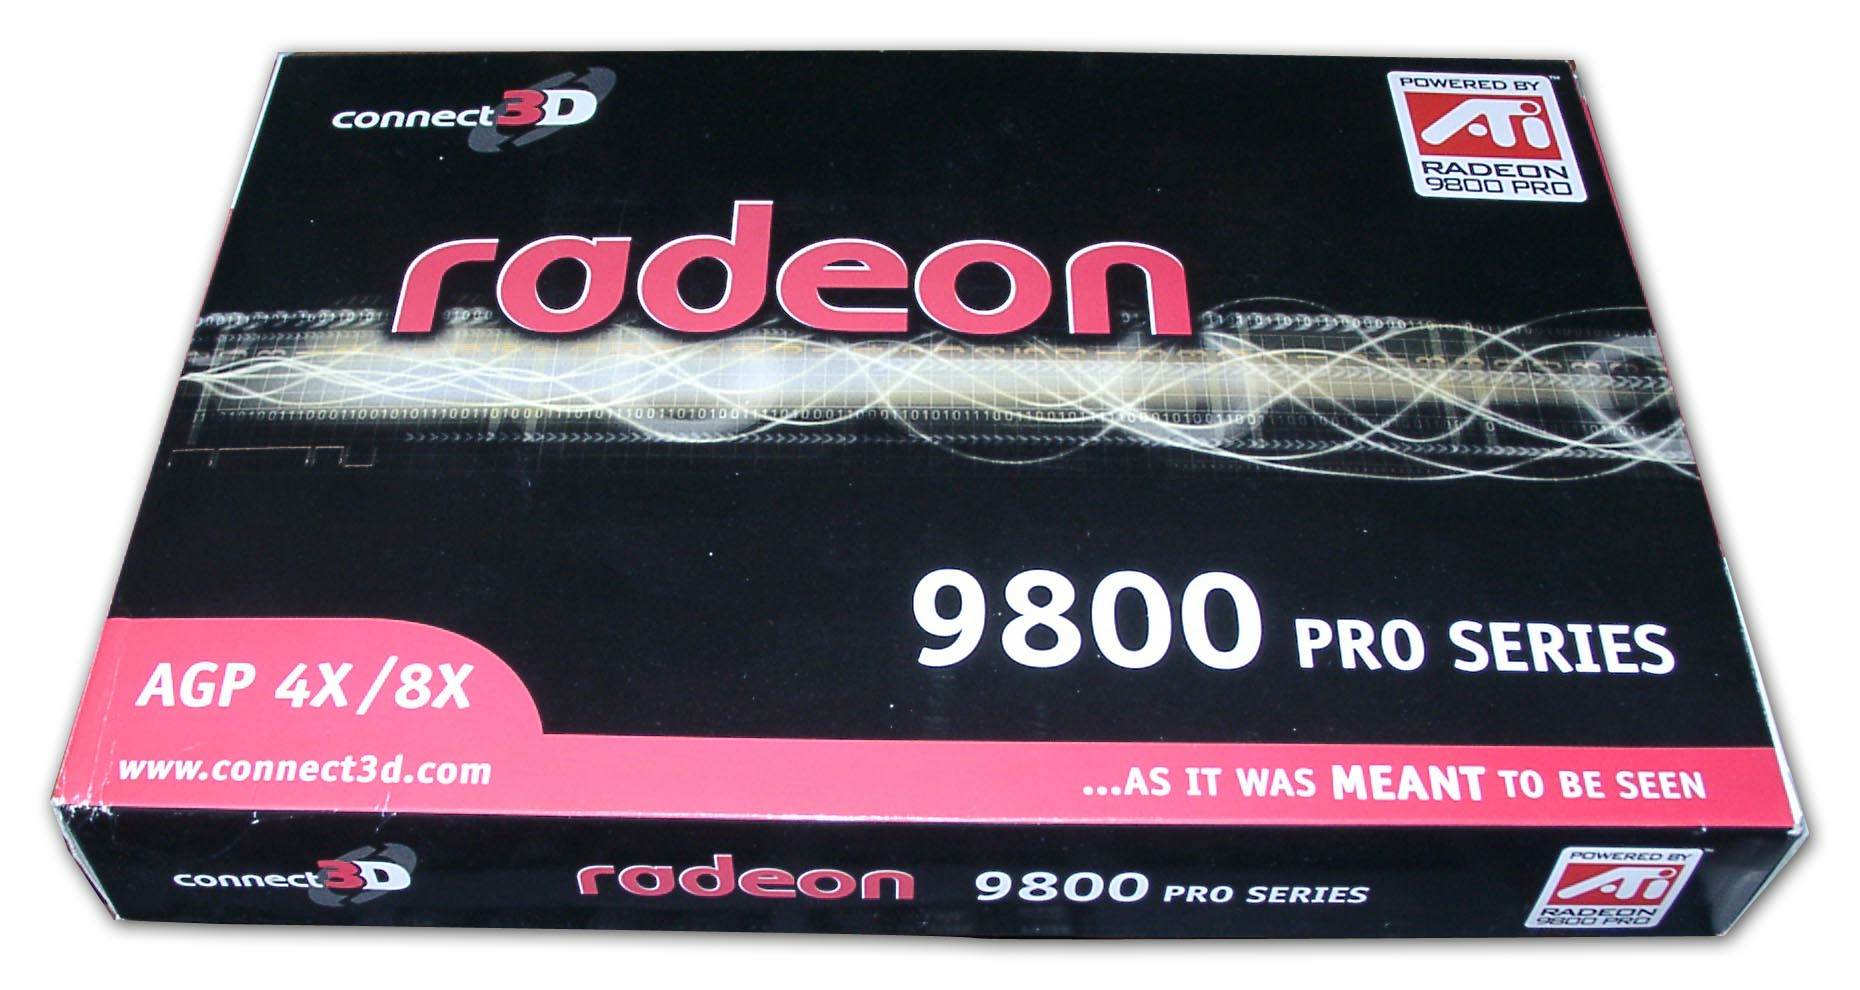 connect3D
POWERED BY
ATi
RADEON
9800 PRO
radeon
9800 PRO SERIES
AGP 4X/8X
www.connect3d.com
...AS IT WAS MEANT TO BE SEEN
connect3D
radeon 9800 PRO SERIES
POWERED BY
ATi
RADEON
9800 PRO